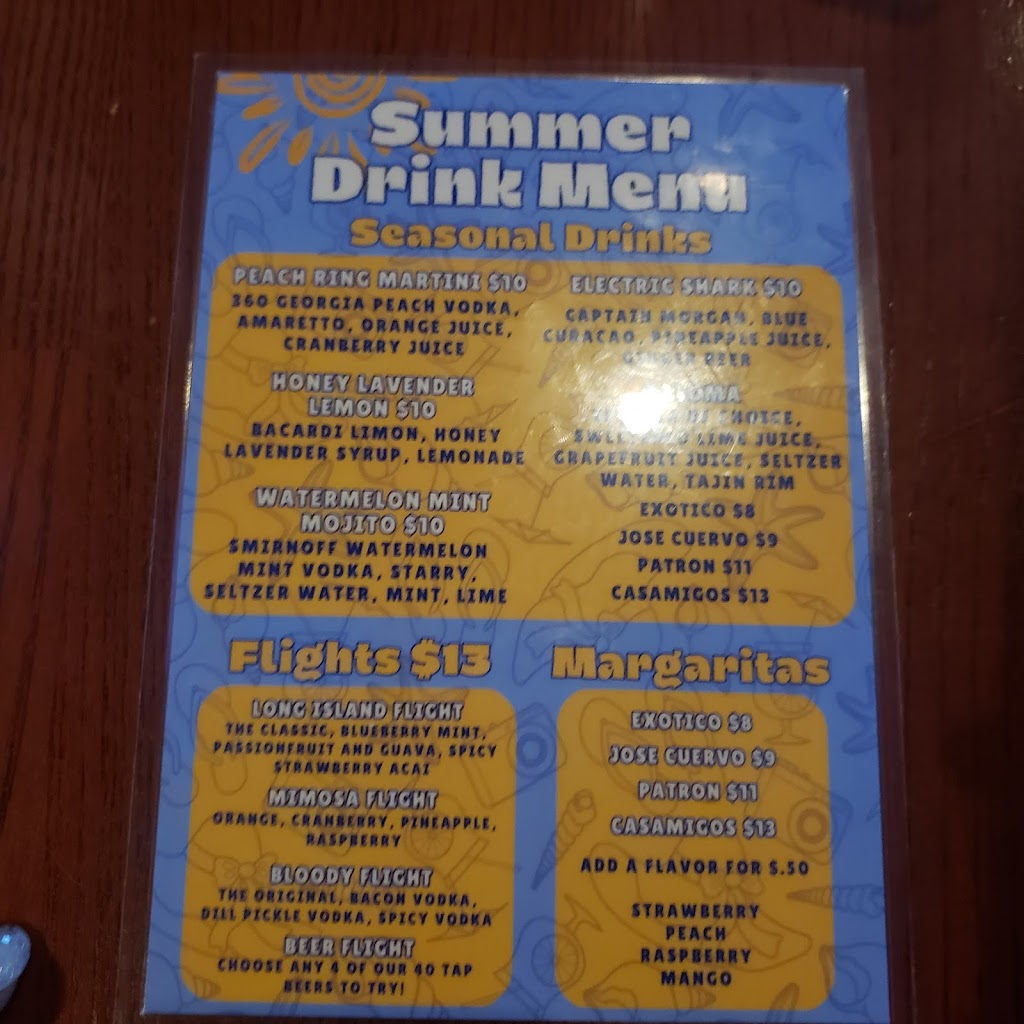 Summer
Drink Menu
Seasonal Drinks
PEACH RING MARTINI $10
360 GEORGIA PEACH VODKA,
AMARETTO, ORANGE JUICE,
CRANBERRY JUICE
HONEY LAVENDER
LEMON $10
BACARDI LIMON, HONEY
LAVENDER SYRUP, LEMONADE
WATERMELON MINT
MOJITO $10
SMIRNOFF WATERMELON
MINT VODKA, STARRY,
SELTZER WATER, MINT, LIME
ELECTRIC SHARK $10
CAPTAIN MORGAN, BLUE
CURACAO, PINEAPPLE JUICE,
GINGER BEER
OF CHOICE,
LIME JUICE,
GRAPEFRUIT JUICE, SELTZER
WATER, TAJIN RIM
EXOTICO $8
JOSE CUERVO $9
PATRON $11
CASAMIGOS $13
Flights $13
LONG ISLAND FLIGHT
THE CLASSIC, BLUEBERRY MINT,
PASSIONFRUIT AND GUAVA, SPICY
STRAWBERRY ACAI
MIMOSA FLIGHT
ORANGE, CRANBERRY, PINEAPPLE,
RASPBERRY
BLOODY FLIGHT
THE ORIGINAL, BACON VODKA,
DILL PICKLE VODKA, SPICY VODKA
BEER FLIGHT
CHOOSE ANY 4 OF OUR 40 TAP
BEERS TO TRY!
Margaritas
EXOTICO $8
JOSE CUERVO $9
PATRON $11
CASAMIGOS $13
ADD A FLAVOR FOR $.50
STRAWBERRY
PEACH
RASPBERRY
MANGO